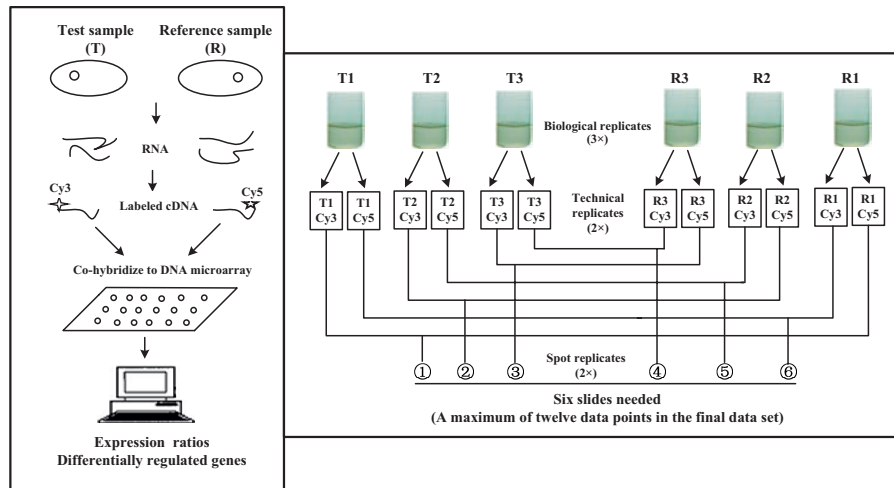 Test sample
(T)
Reference sample
(R)
RNA
Cy3
Cy5
Labeled cDNA
Co-hybridize to DNA microarray
Expression ratios
Differentially regulated genes
T1
T2
T3
R3
R2
R1
Biological replicates
(3×)
T1
Cy3
T1
Cy5
T2
Cy3
T2
Cy5
T3
Cy3
T3
Cy5
Technical
replicates
(2×)
R3
Cy3
R3
Cy5
R2
Cy3
R2
Cy5
R1
Cy3
R1
Cy5
① ② ③
Spot replicates
(2×)
④ ⑤ ⑥
Six slides needed
(A maximum of twelve data points in the final data set)